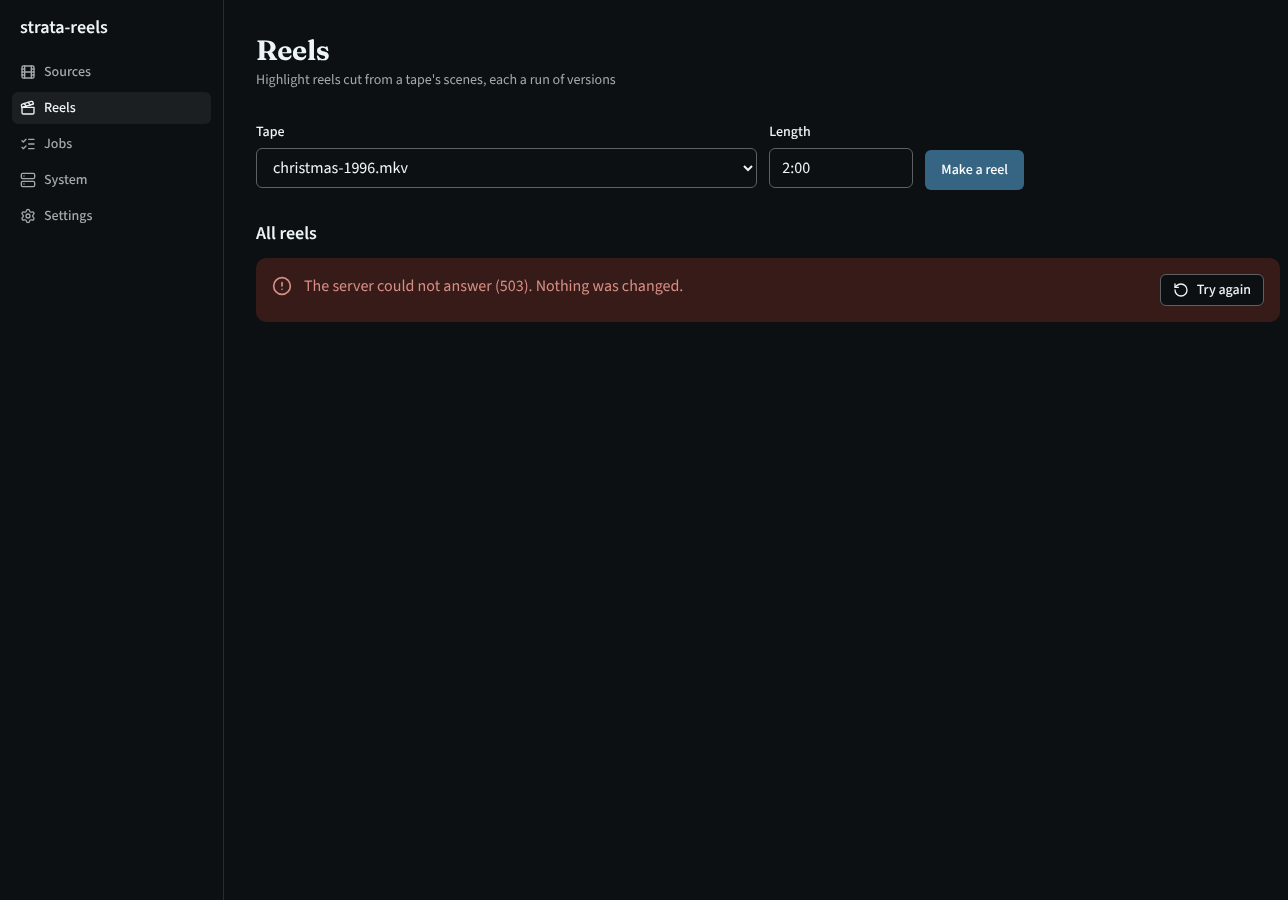 strata-reels
Sources
Reels
Jobs
System
Settings
Reels
Highlight reels cut from a tape's scenes, each a run of versions
Tape
Length
christmas-1996.mkv
2:00
Make a reel
All reels
The server could not answer (503). Nothing was changed.
Try again